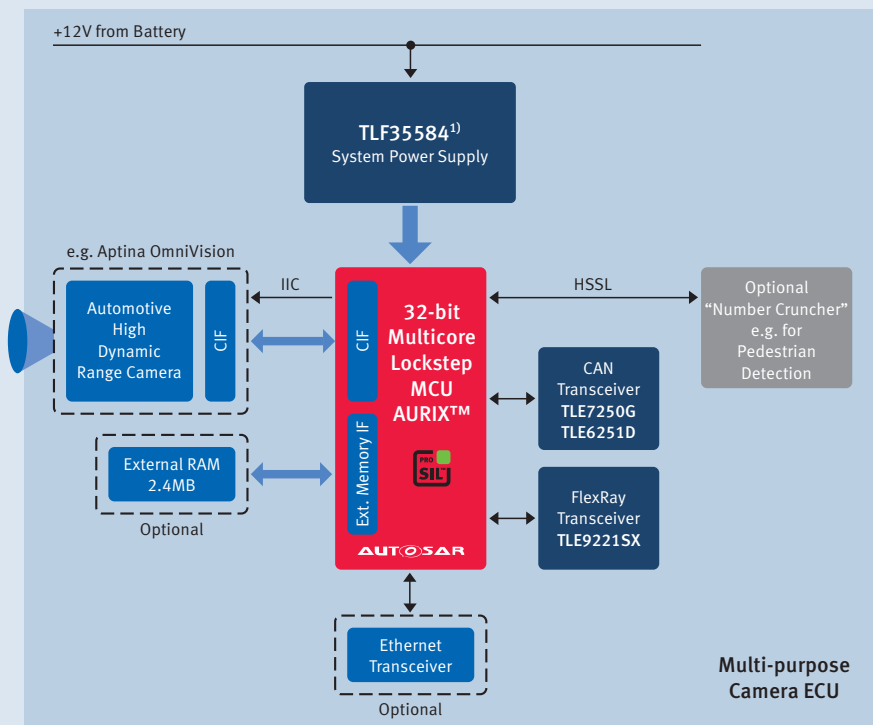 +12V from Battery
TLF35584¹⁾
System Power Supply
e.g. Aptina OmniVision
Automotive
High
Dynamic
Range Camera
CIF
IIC
CIF
32-bit
Multicore
Lockstep
MCU
AURIX™
HSSL
Optional
“Number Cruncher”
e.g. for
Pedestrian
Detection
CAN
Transceiver
TLE7250G
TLE6251D
External RAM
2.4MB
Optional
Ext. Memory IF
PRO
SIL™
AUTOSAR
FlexRay
Transceiver
TLE9221SX
Ethernet
Transceiver
Optional
Multi-purpose
Camera ECU